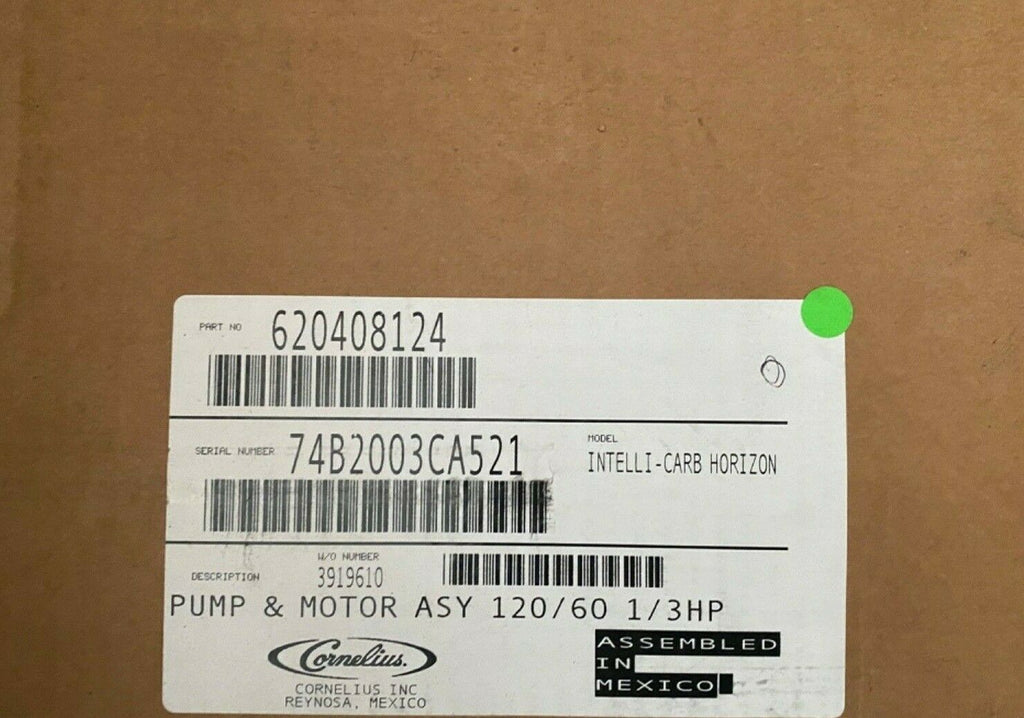 PART NO 620408124
SERIAL NUMBER 74B2003CA521
MODEL
INTELLI-CARB HORIZON
W/O NUMBER
DESCRIPTION 3919610
PUMP & MOTOR ASY 120/60 1/3HP
Cornelius.
CORNELIUS INC
REYNOSA, MEXICO
ASSEMBLED
IN
MEXICO